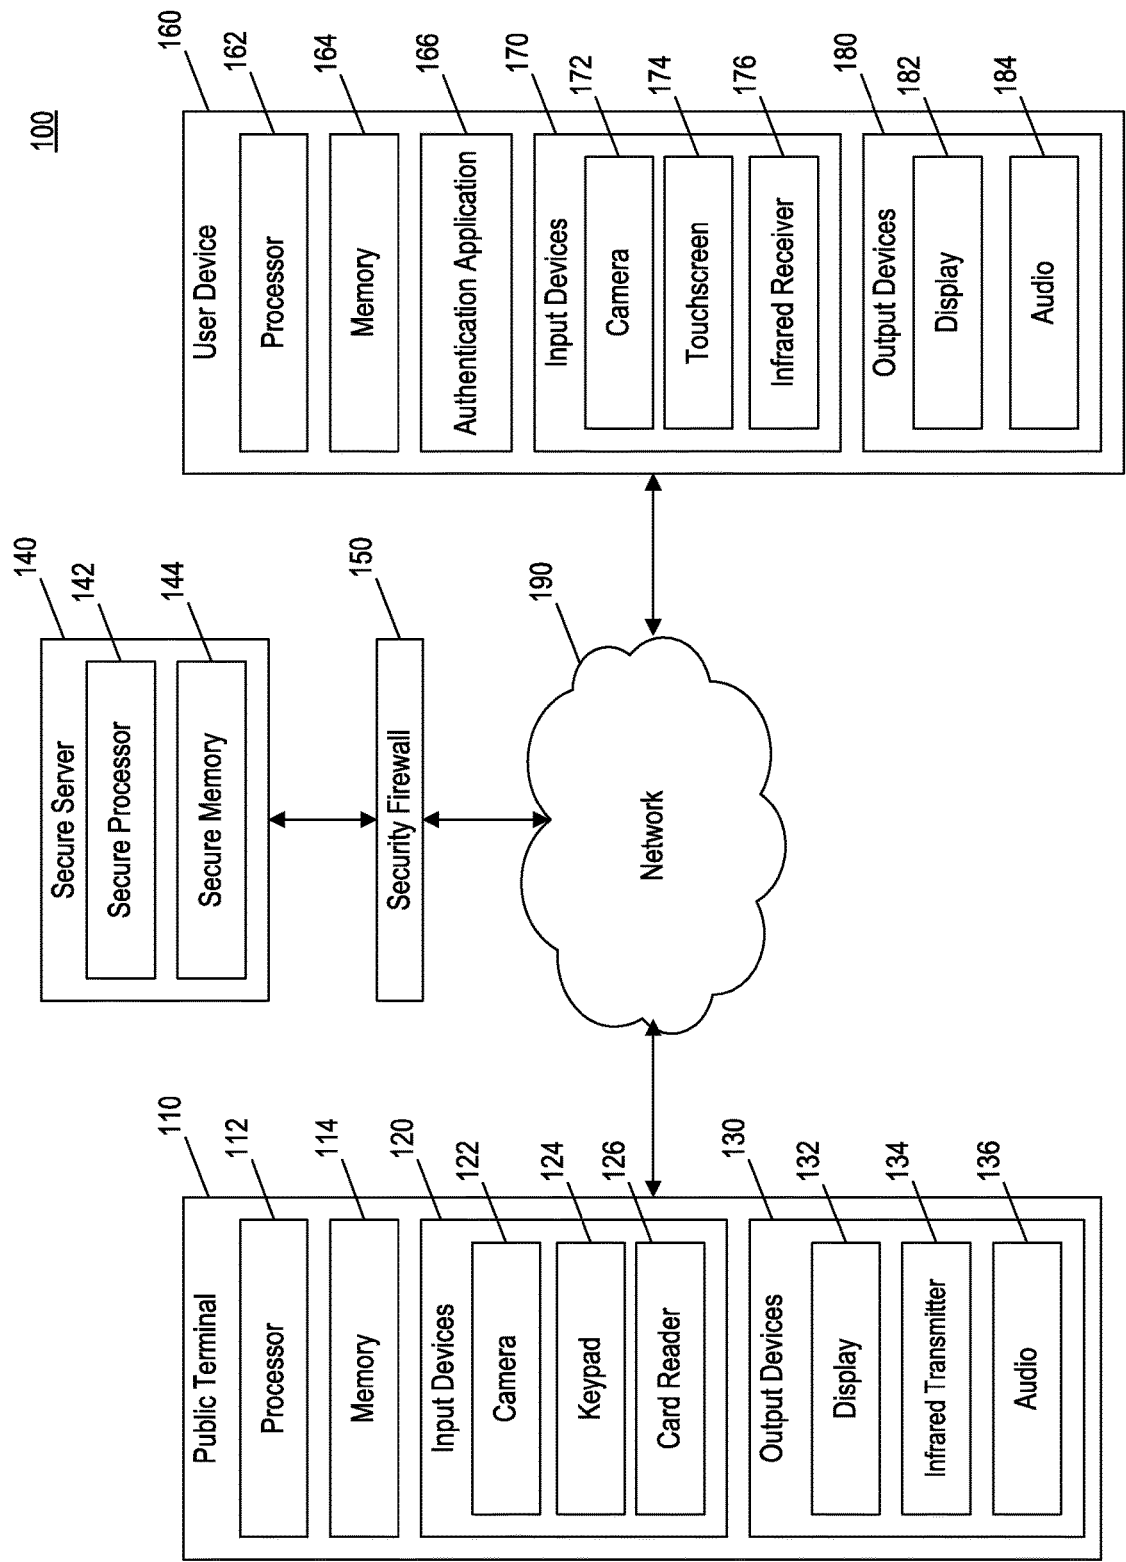 100
Public Terminal
110
Processor
112
Memory
114
Input Devices
120
Camera
122
Keypad
124
Card Reader
126
Output Devices
130
Display
132
Infrared Transmitter
134
Audio
136
Secure Server
140
Secure Processor
142
Secure Memory
144
Security Firewall
150
Network
190
User Device
160
Processor
162
Memory
164
Authentication Application
166
Input Devices
170
Camera
172
Touchscreen
174
Infrared Receiver
176
Output Devices
180
Display
182
Audio
184